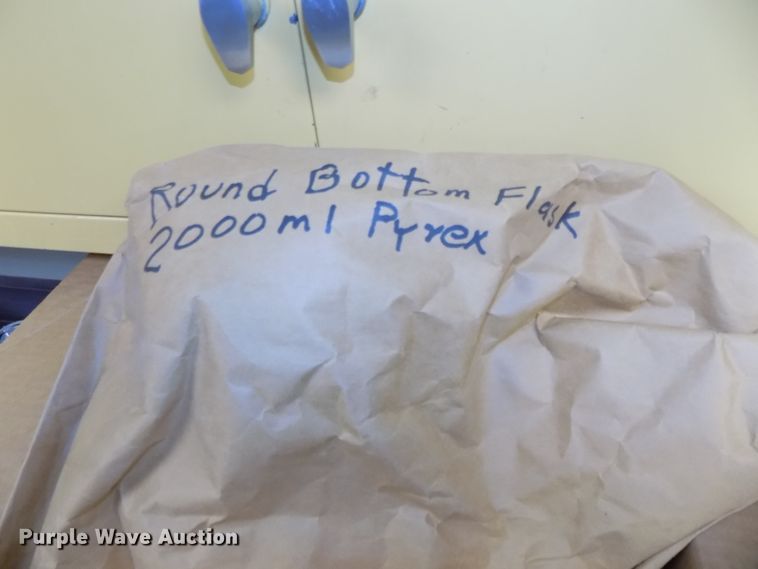 Round Bottom Flask
2000ml Pyrex
Purple Wave Auction